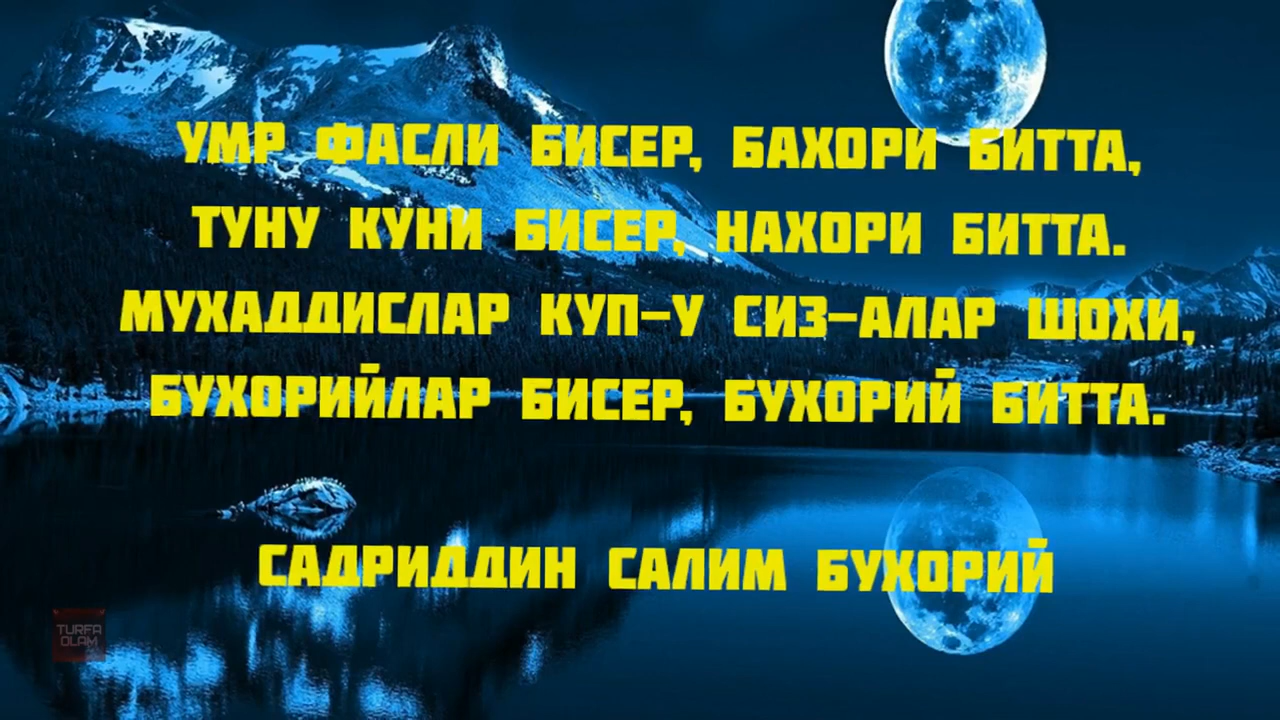 УМР ФАСЛИ БИСЕР, БАХОРИ БИТТА,
ТУНУ КУНИ БИСЕР, НАХОРИ БИТТА.
МУХАДДИСЛАР КУП-У СИЗ-АЛАР ШОХИ,
БУХОРИЙЛАР БИСЕР, БУХОРИЙ БИТТА.
САДРИДДИН САЛИМ БУХОРИЙ
TURFA
OLAM